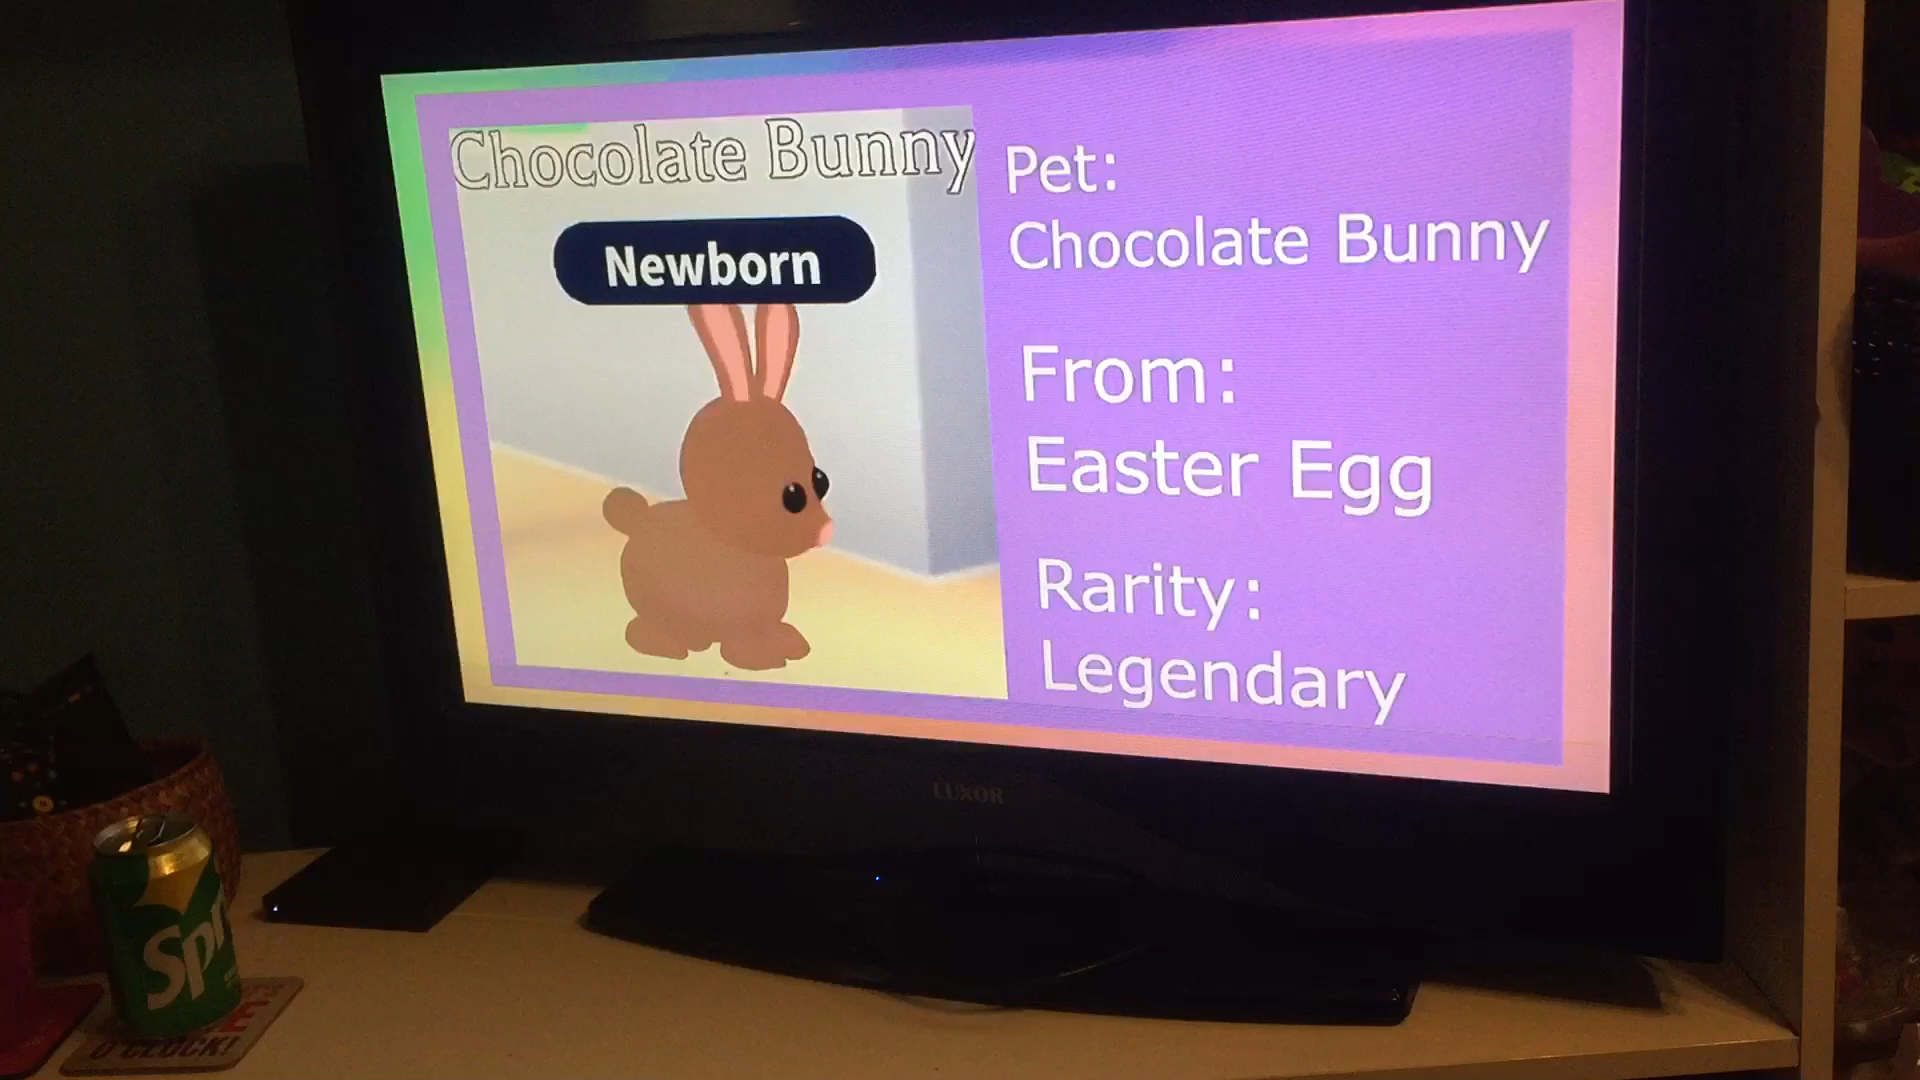 Chocolate Bunny
Newborn
Pet:
Chocolate Bunny
From:
Easter Egg
Rarity:
Legendary
LUXOR
Spr
O'CLOCK!